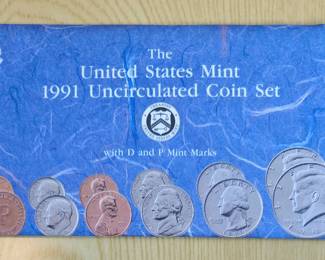 The
United States Mint
1991 Uncirculated Coin Set
with D and P Mint Marks